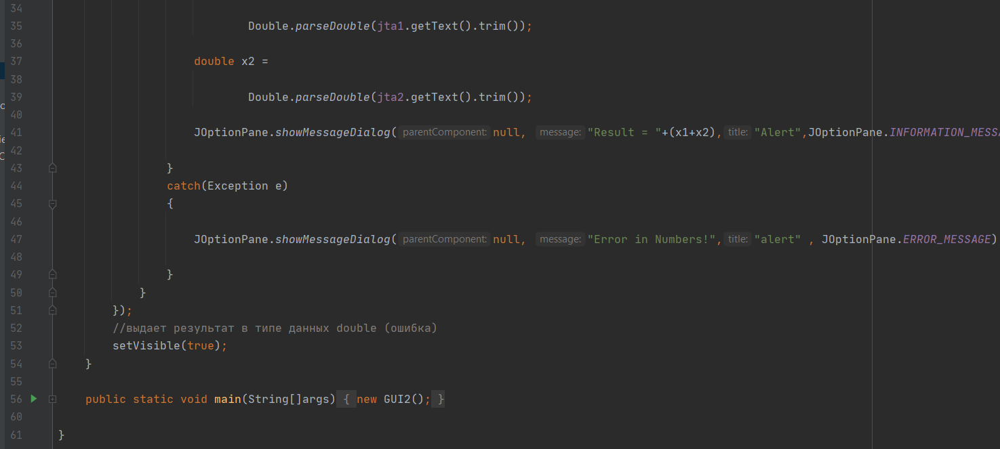 34
35 Double.parseDouble(jta1.getText().trim());
36
37 double x2 =
38
39 Double.parseDouble(jta2.getText().trim());
40
41 JOptionPane.showMessageDialog( parentComponent: null, message: "Result = "+(x1+x2), title: "Alert",JOptionPane.INFORMATION_MESSA
42
43 }
44 catch(Exception e)
45 {
46
47 JOptionPane.showMessageDialog( parentComponent: null, message: "Error in Numbers!", title: "alert" , JOptionPane.ERROR_MESSAGE)
48
49 }
50 }
51 });
52 //выдает результат в типе данных double (ошибка)
53 setVisible(true);
54 }
55
56 public static void main(String[]args) { new GUI2(); }
60
61 }